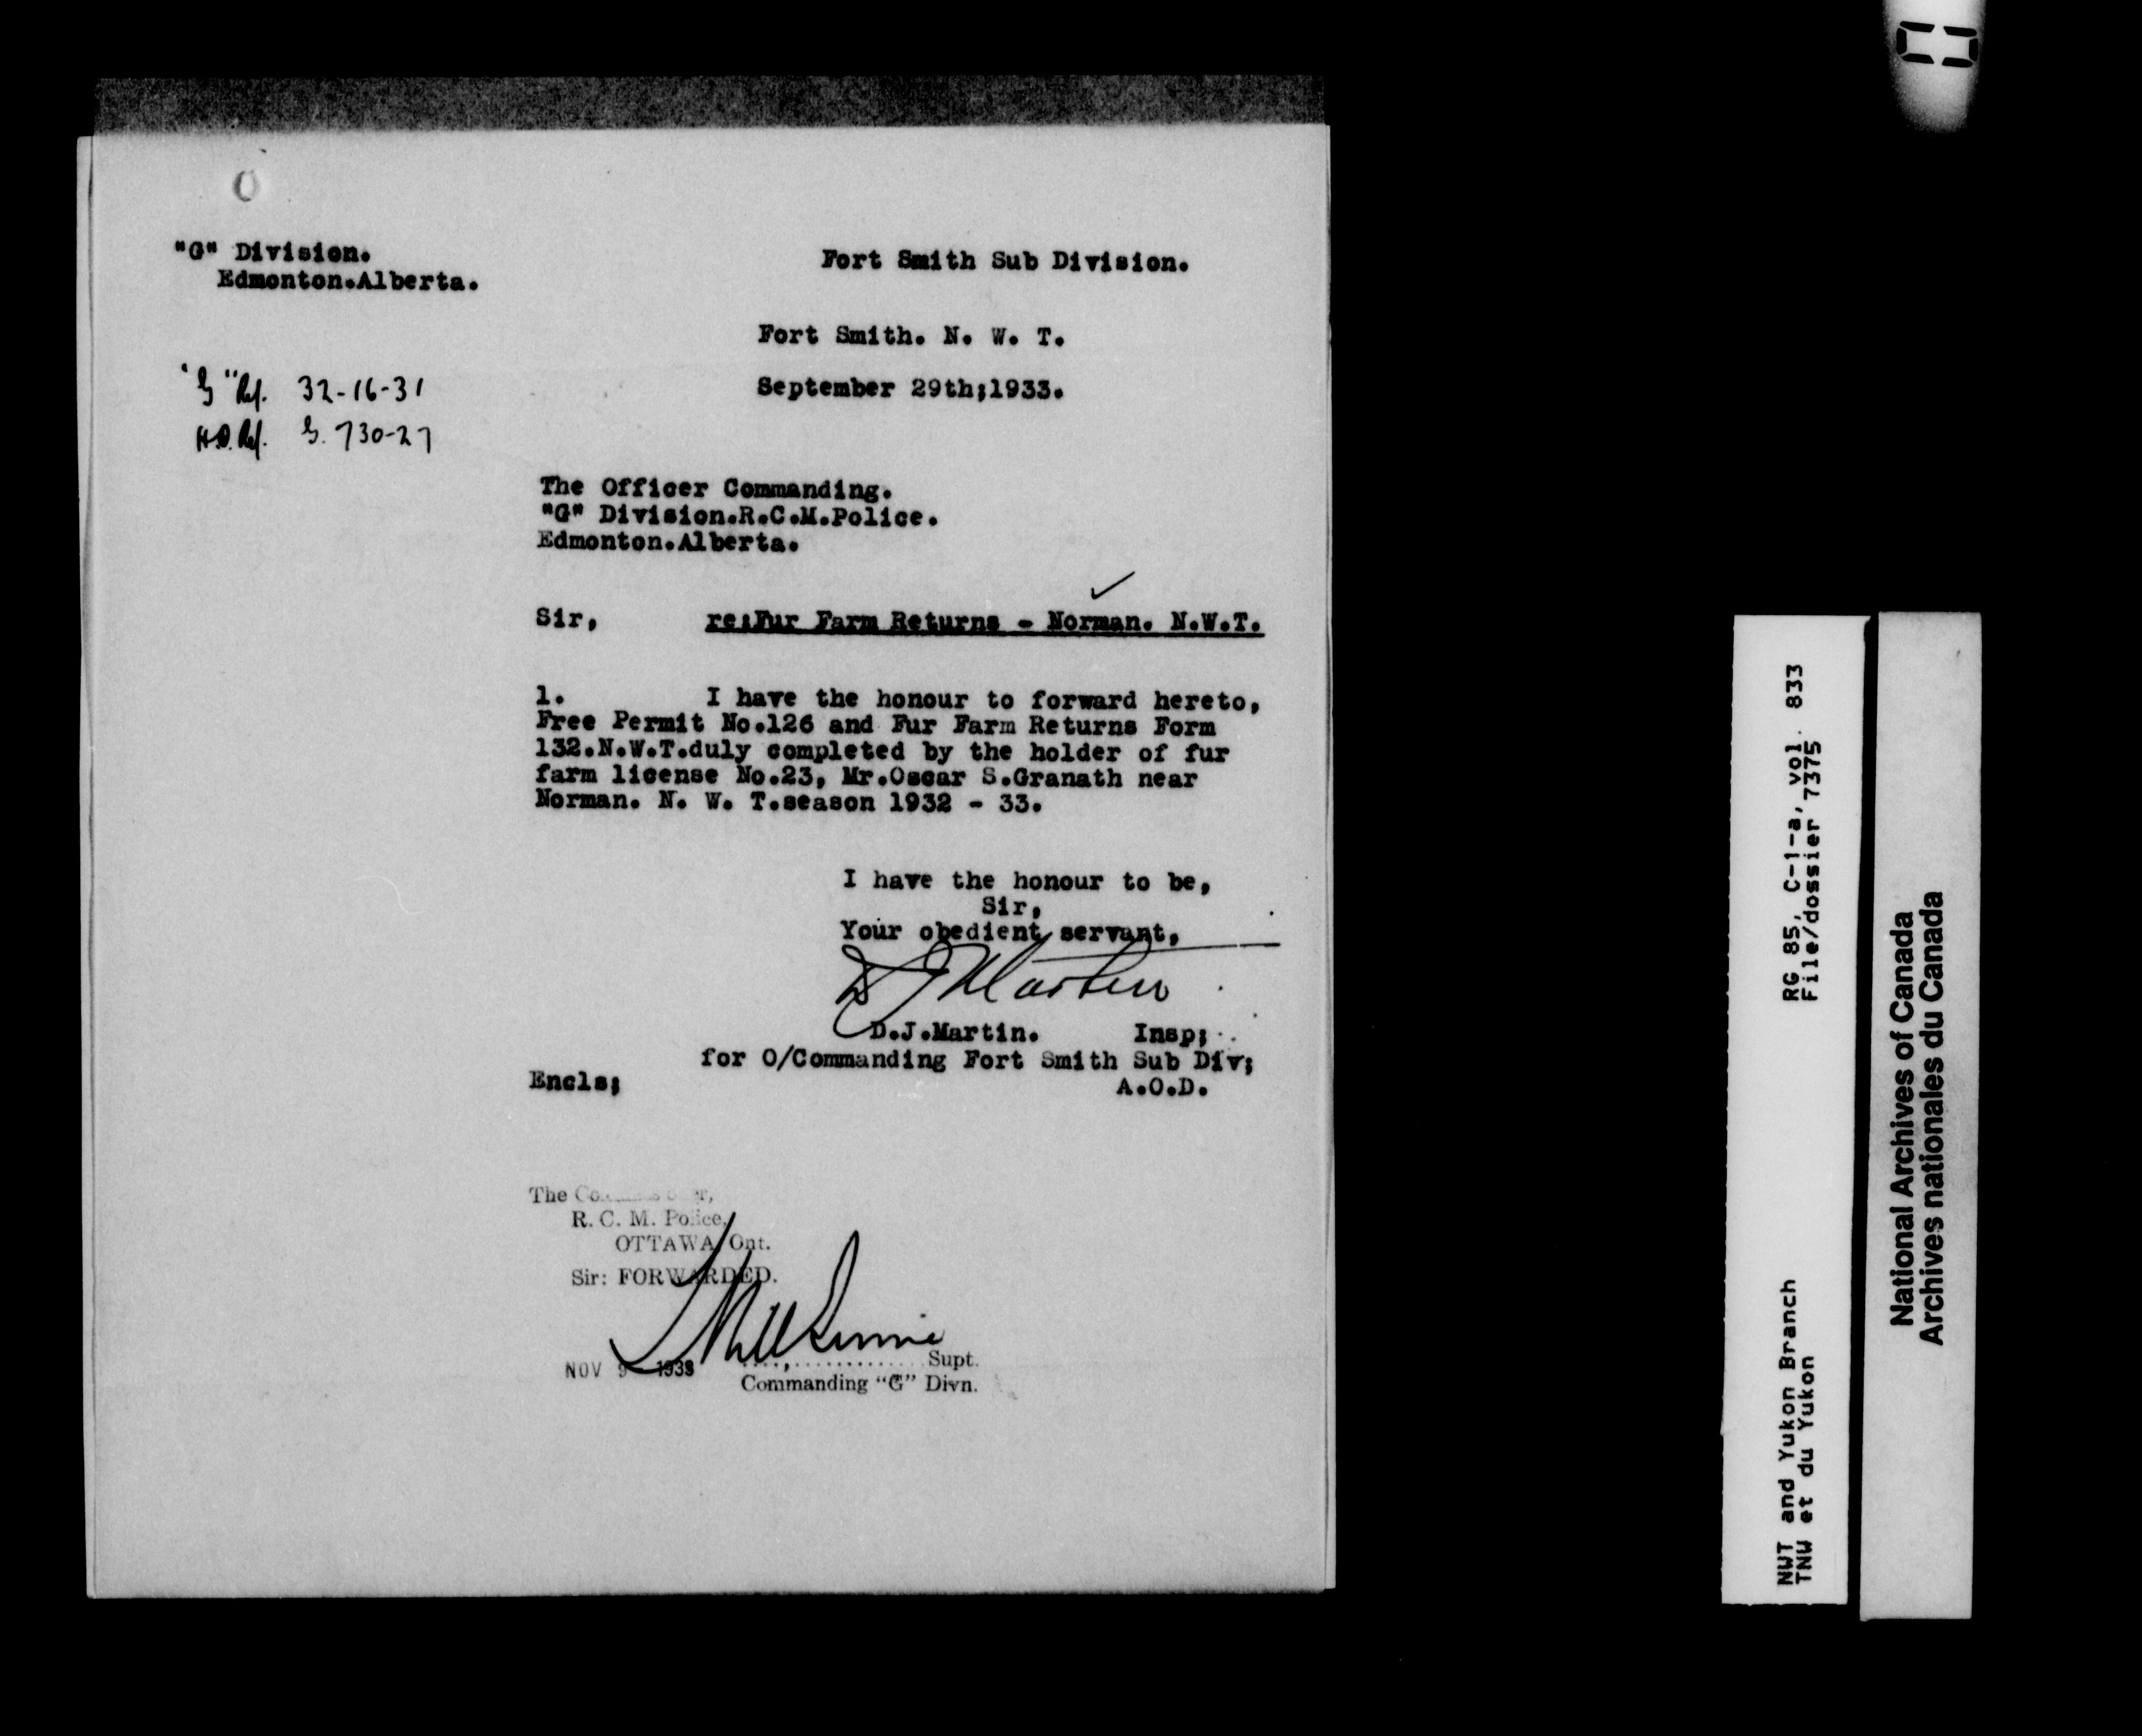 "G" Division.
Edmonton.Alberta.
Fort Smith Sub Division.
Fort Smith. N. W. T.
September 29th;1933.
"G" Ref. 32-16-31
H.Q. Ref. G. 730-27
The Officer Commanding.
"G" Division.R.C.M.Police.
Edmonton.Alberta.
Sir, re;Fur Farm Returns - Norman. N.W.T.
1. I have the honour to forward hereto,
Free Permit No.126 and Fur Farm Returns Form
132.N.W.T.duly completed by the holder of fur
farm license No.23, Mr.Oscar S.Granath near
Norman. N. W. T.season 1932 - 33.
I have the honour to be,
Sir,
Your obedient servant,
D J Martin
D.J.Martin. Insp;
for O/Commanding Fort Smith Sub Div;
Encls; A.O.D.
The
R. C. M. Police,
OTTAWA, Ont.
Sir: FORWARDED.
NOV 9 - 1933 Supt.
Commanding "G" Divn.
RG 85, C-1-a, vol. 833
File/dossier 7375
NWT and Yukon Branch
TNW et du Yukon
National Archives of Canada
Archives nationales du Canada